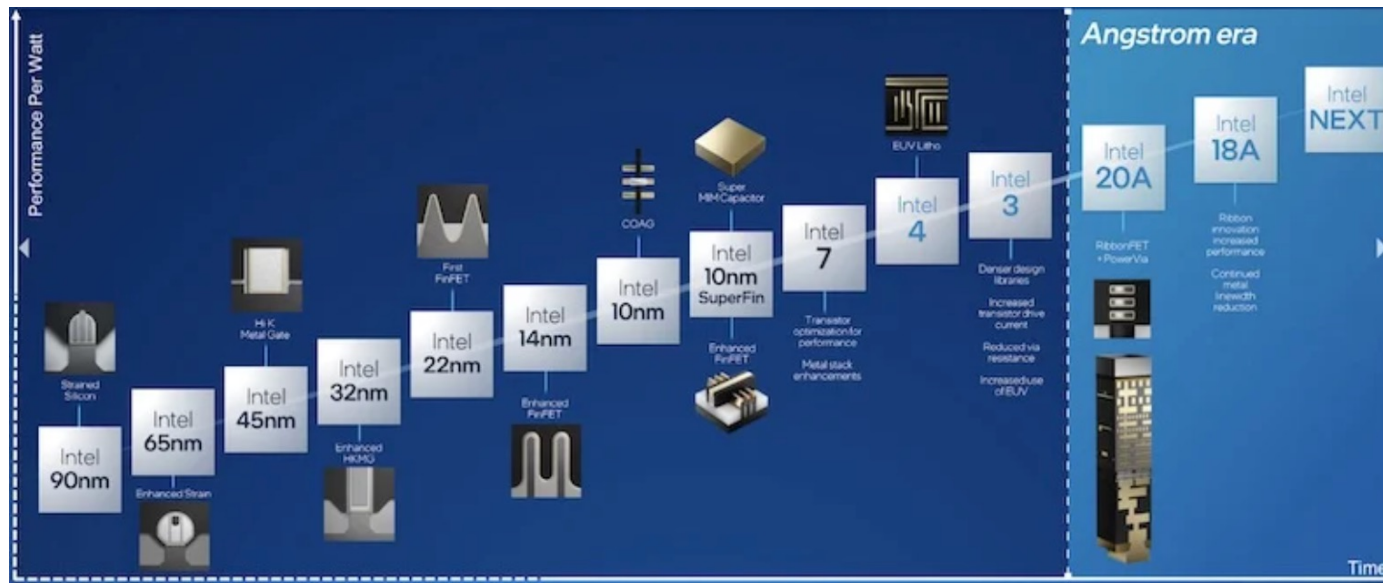 Performance Per Watt
Angstrom era
Intel
90nm
Strained
Silicon
Intel
65nm
Enhanced Strain
Intel
45nm
Hi K
Metal Gate
Intel
32nm
Enhanced
HKMG
Intel
22nm
First
FinFET
Intel
14nm
Enhanced
FinFET
Intel
10nm
COAG
Intel
10nm
SuperFin
Super
MIM Capacitor
Enhanced
FinFET
Intel
7
Transistor
optimization for
performance
Metal stack
enhancements
Intel
4
EUV Litho
Intel
3
Denser design
libraries
Increased
transistor drive
current
Reduced via
resistance
Increased use
of EUV
Intel
20A
RibbonFET
+ PowerVia
Intel
18A
Ribbon
innovation
increased
performance
Continued
metal
linewidth
reduction
Intel
NEXT
Time